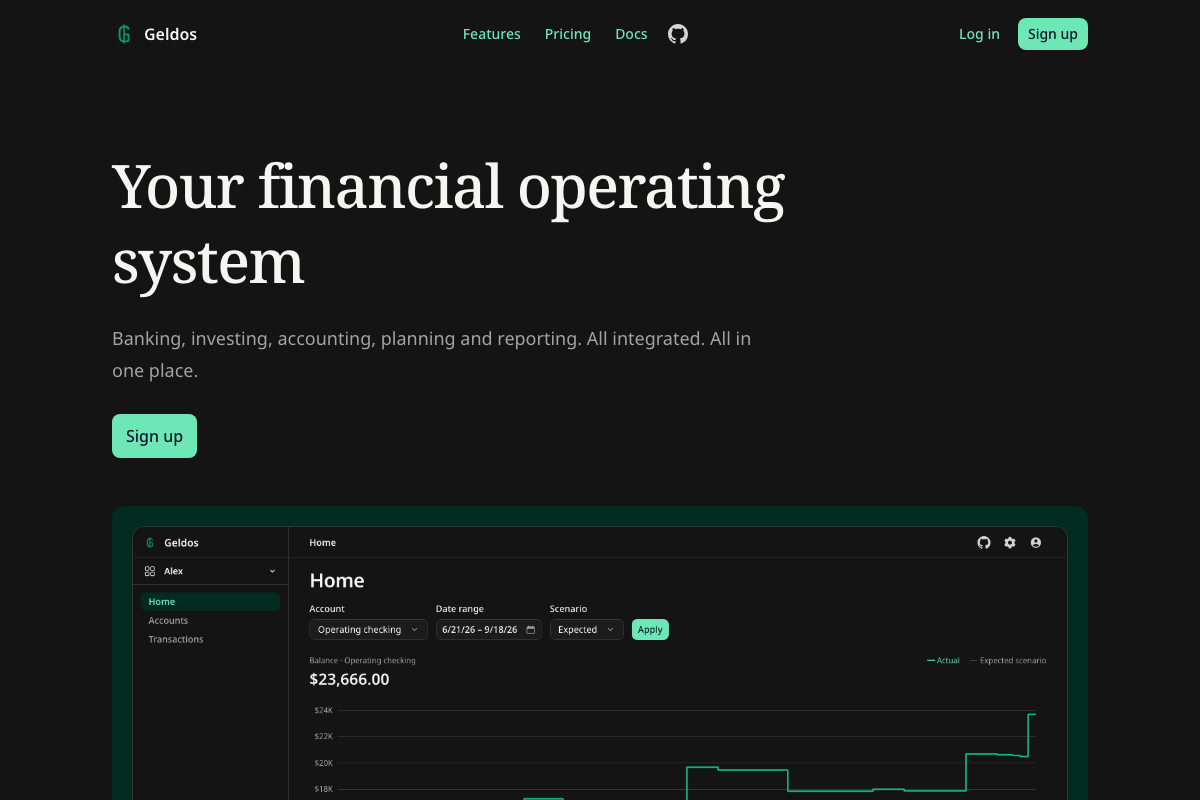 Geldos
Features Pricing Docs
Log in Sign up
Your financial operating
system
Banking, investing, accounting, planning and reporting. All integrated. All in
one place.
Sign up
Geldos
Home
Alex
Home
Accounts
Transactions
Home
Account Date range Scenario
Operating checking 6/21/26 – 9/18/26 Expected Apply
Balance · Operating checking
Actual Expected scenario
$23,666.00
$24K
$22K
$20K
$18K